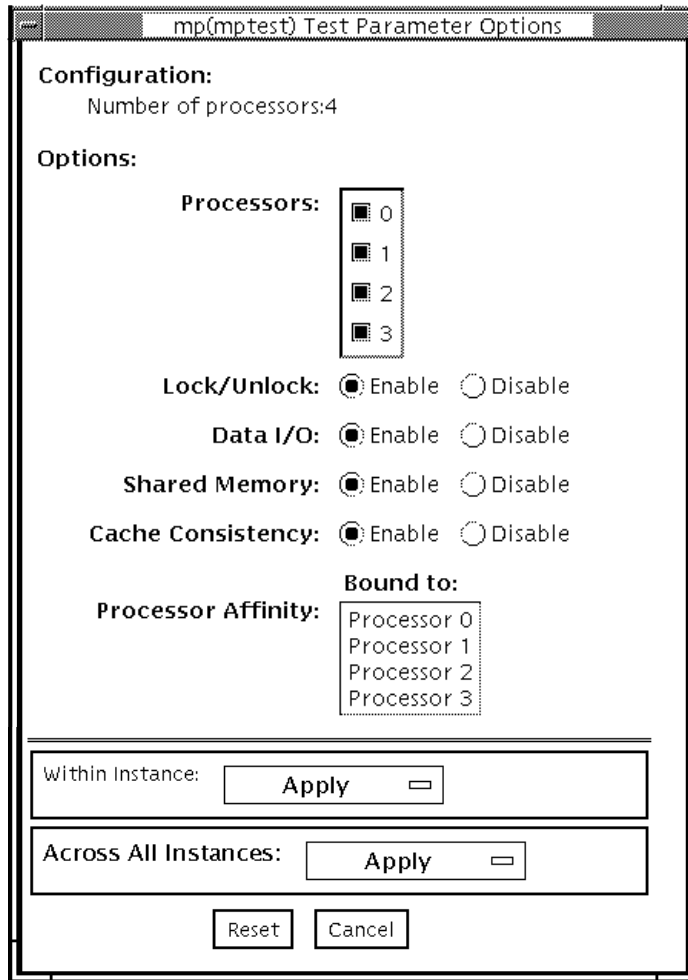 mp(mptest) Test Parameter Options
Configuration:
Number of processors:4
Options:
Processors:
0
1
2
3
Lock/Unlock: Enable Disable
Data I/O: Enable Disable
Shared Memory: Enable Disable
Cache Consistency: Enable Disable
Bound to:
Processor Affinity:
Processor 0
Processor 1
Processor 2
Processor 3
Within Instance: Apply
Across All Instances: Apply
Reset Cancel